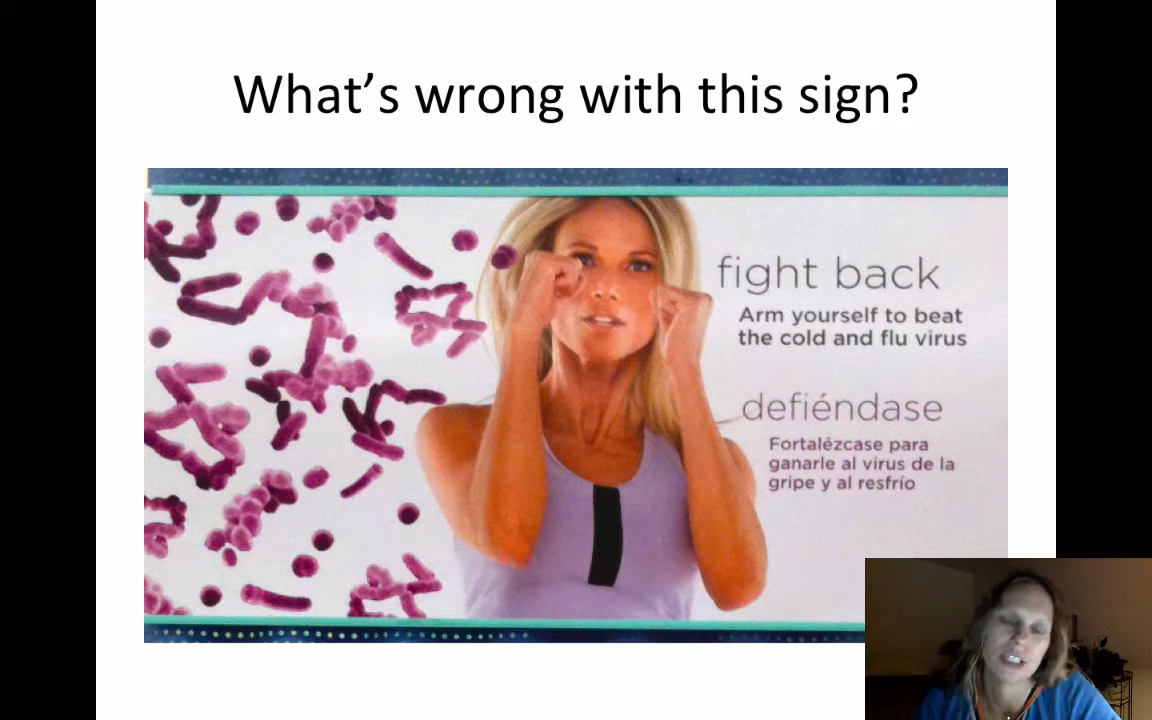 What's wrong with this sign?
fight back
Arm yourself to beat
the cold and flu virus
defiéndase
Fortalézcase para
ganarle al virus de la
gripe y al resfrío